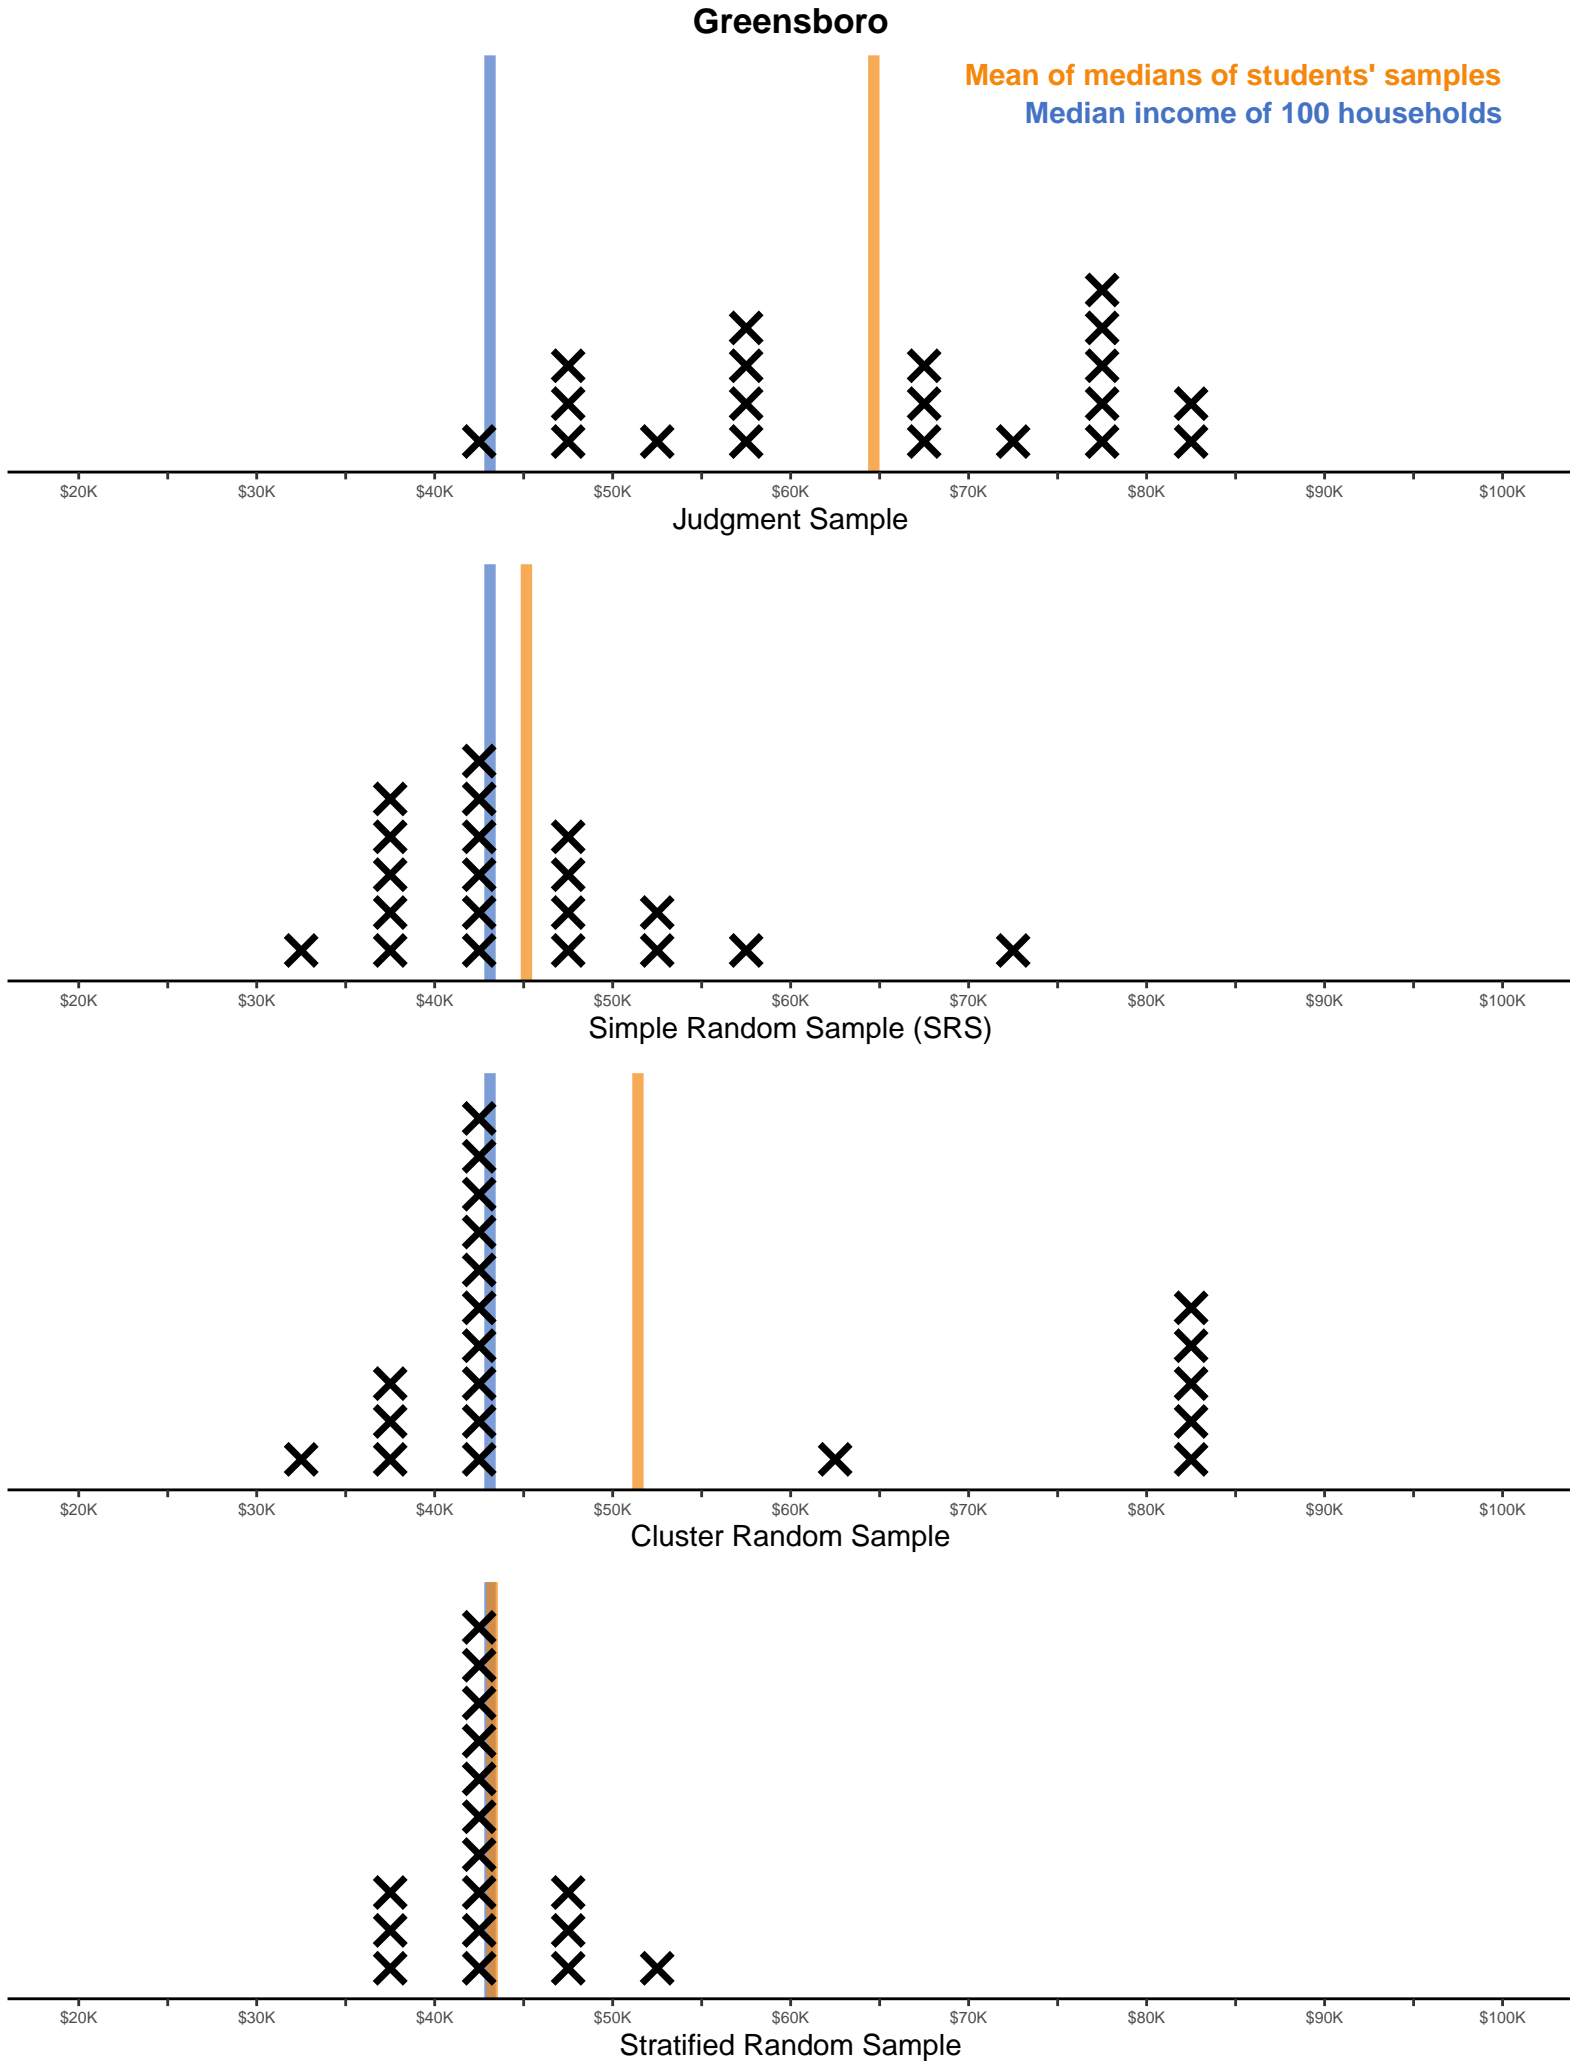 Greensboro
Mean of medians of students' samples
Median income of 100 households
$20K $30K $40K $50K $60K $70K $80K $90K $100K
Judgment Sample
$20K $30K $40K $50K $60K $70K $80K $90K $100K
Simple Random Sample (SRS)
$20K $30K $40K $50K $60K $70K $80K $90K $100K
Cluster Random Sample
$20K $30K $40K $50K $60K $70K $80K $90K $100K
Stratified Random Sample